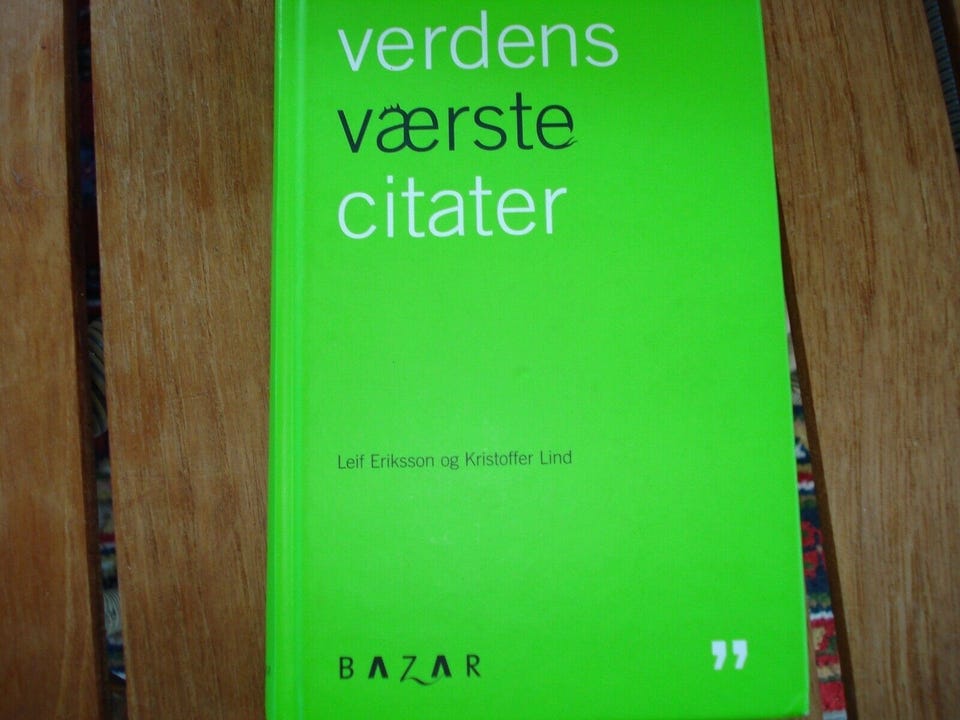 verdens
værste
citater
Leif Eriksson og Kristoffer Lind
BAZAR
”